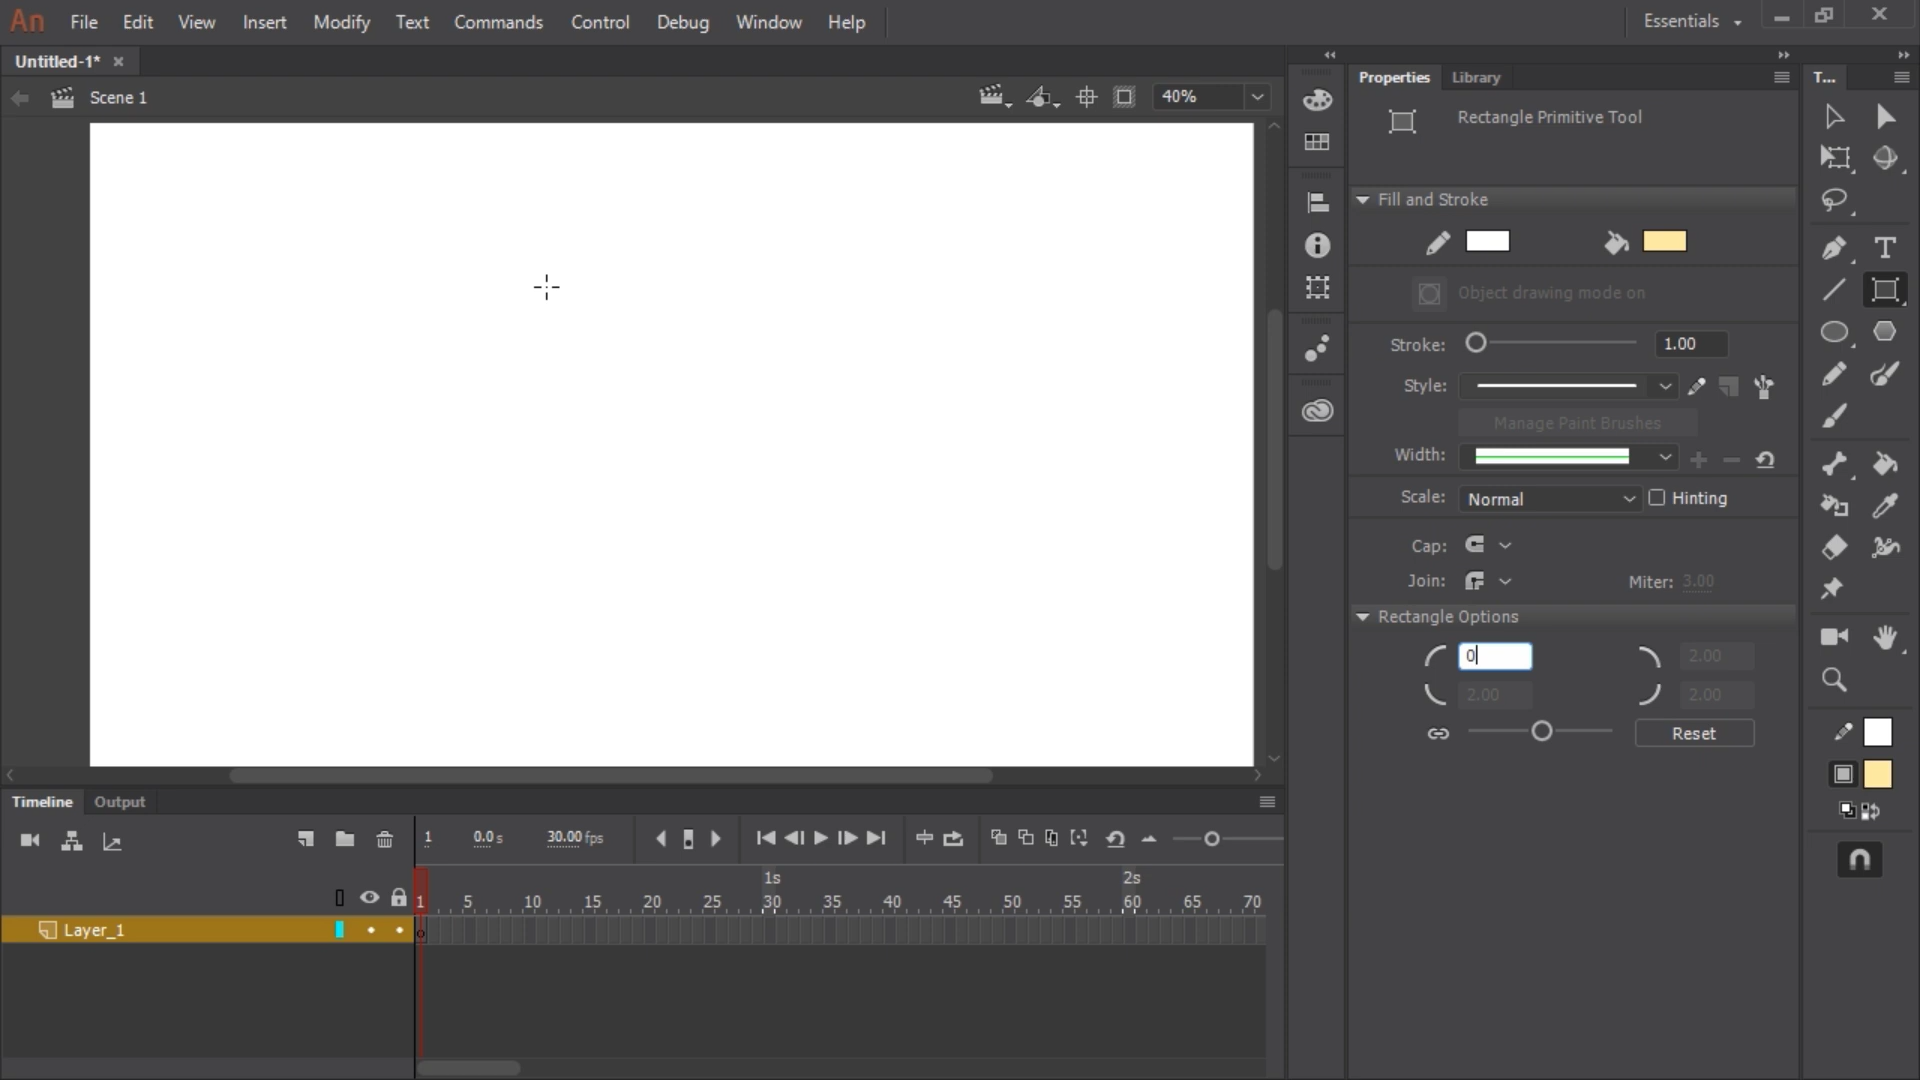 An File Edit View Insert Modify Text Commands Control Debug Window Help Essentials
Untitled-1*
Properties Library T...
Scene 1 40%
Rectangle Primitive Tool
Fill and Stroke
Object drawing mode on
Stroke: 1.00
Style:
Manage Paint Brushes
Width:
Scale: Normal Hinting
Cap:
Join: Miter: 3.00
Rectangle Options
0 2.00
2.00 2.00
Reset
Timeline Output
1 0.0 s 30.00 fps
1s 2s
1 5 10 15 20 25 30 35 40 45 50 55 60 65 70
Layer_1